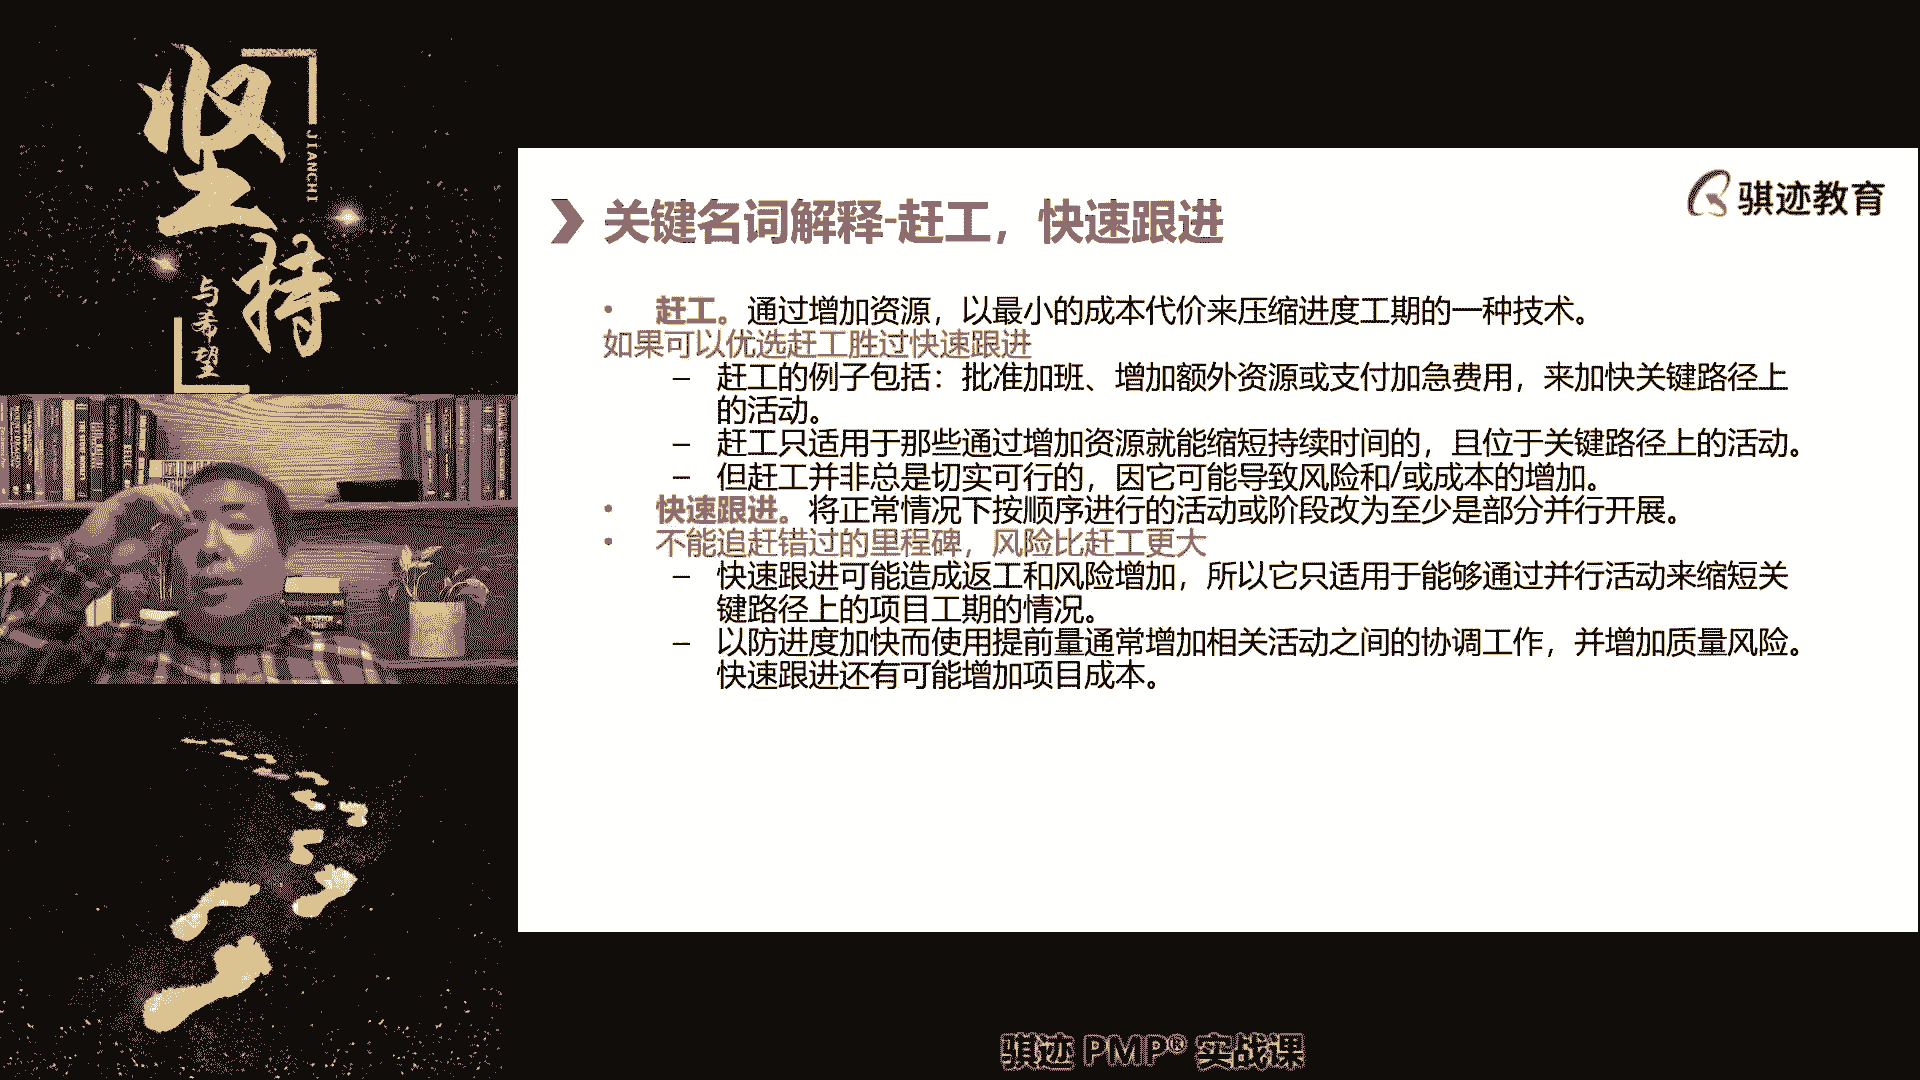 坚持
JIANCHI
与希望
骐迹教育
关键名词解释-赶工，快速跟进
• 赶工。通过增加资源，以最小的成本代价来压缩进度工期的一种技术。
如果可以优选赶工胜过快速跟进
– 赶工的例子包括：批准加班、增加额外资源或支付加急费用，来加快关键路径上
的活动。
– 赶工只适用于那些通过增加资源就能缩短持续时间的，且位于关键路径上的活动。
– 但赶工并非总是切实可行的，因它可能导致风险和/或成本的增加。
• 快速跟进。将正常情况下按顺序进行的活动或阶段改为至少是部分并行开展。
• 不能追赶错过的里程碑，风险比赶工更大
– 快速跟进可能造成返工和风险增加，所以它只适用于能够通过并行活动来缩短关
键路径上的项目工期的情况。
– 以防进度加快而使用提前量通常增加相关活动之间的协调工作，并增加质量风险。
快速跟进还有可能增加项目成本。
骐迹 PMP® 实战课